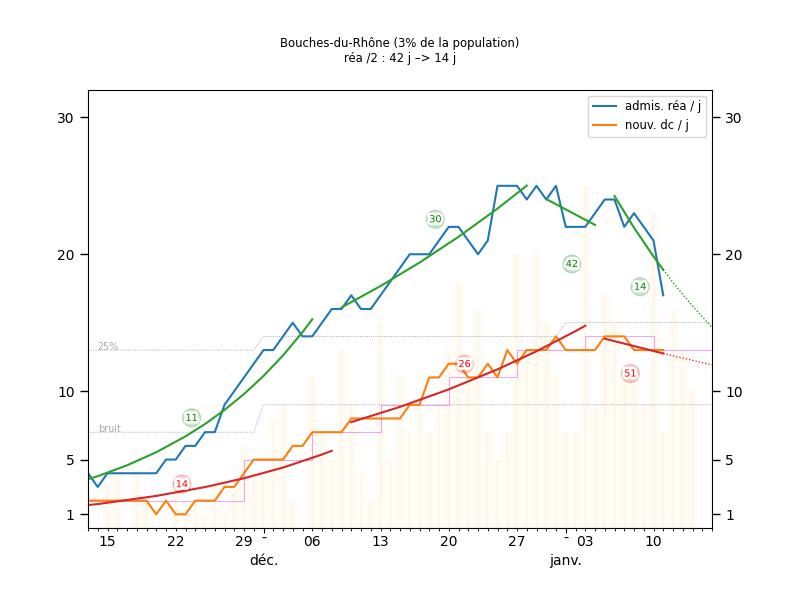 Bouches-du-Rhône (3% de la population)
réa /2 : 42 j –> 14 j
admis. réa / j
nouv. dc / j
30
30
30
20
20
42
14
25%
26
51
10
10
11
bruit
5
5
14
1
1
15 22 29 - 06 13 20 27 - 03 10
déc. janv.